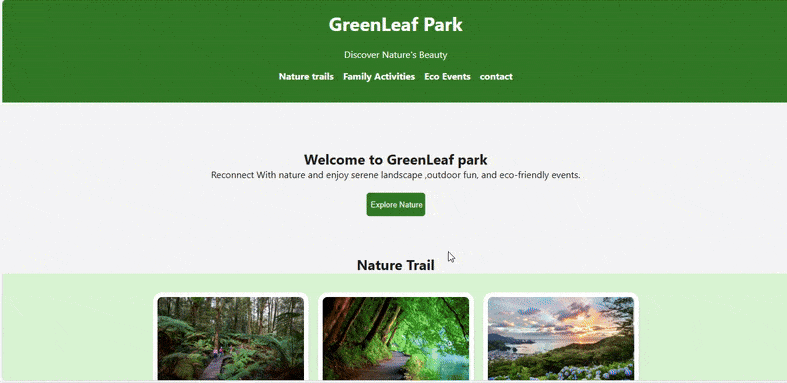 GreenLeaf Park
Discover Nature's Beauty
Nature trails Family Activities Eco Events contact
Welcome to GreenLeaf park
Reconnect With nature and enjoy serene landscape ,outdoor fun, and eco-friendly events.
Explore Nature
Nature Trail